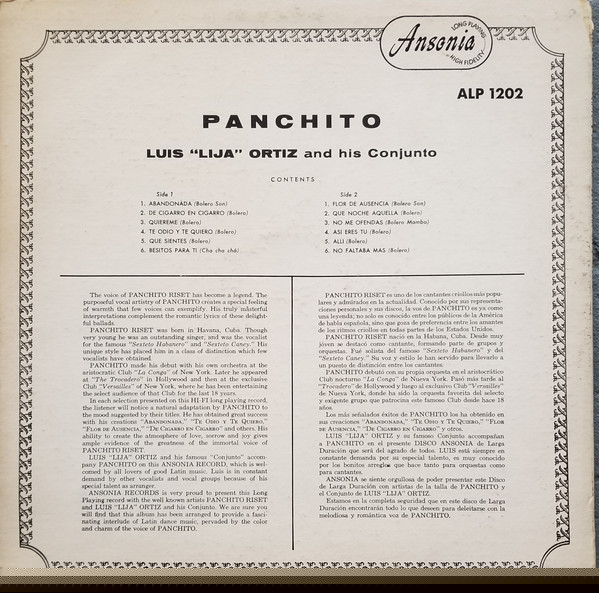 Ansonia
LONG PLAYING
HIGH FIDELITY
ALP 1202
PANCHITO
LUIS "LIJA" ORTIZ and his Conjunto
CONTENTS
Side 1
1. ABANDONADA (Bolero Son)
2. DE CIGARRO EN CIGARRO (Bolero)
3. QUIEREME (Bolero)
4. TE ODIO Y TE QUIERO (Bolero)
5. QUE SIENTES (Bolero)
6. BESITOS PARA TI (Cha cha chá)
Side 2
1. FLOR DE AUSENCIA (Bolero Son)
2. QUE NOCHE AQUELLA (Bolero)
3. NO ME OFENDAS (Bolero Mambo)
4. ASI ERES TU (Bolero)
5. ALLI (Bolero)
6. NO FALTABA MAS (Bolero)
The voice of PANCHITO RISET has become a legend. The
purposeful vocal artistry of PANCHITO creates a special feeling
of warmth that few voices can exemplify. His truly masterful
interpretations complement the romantic lyrics of these delight-
ful ballads.
PANCHITO RISET was born in Havana, Cuba. Though
very young he was an outstanding singer, and was the vocalist
for the famous "Sexteto Habanero" and "Sexteto Caney." His
unique style has placed him in a class of distinction which few
vocalists have obtained.
PANCHITO made his debut with his own orchestra at the
aristocratic Club "La Conga" of New York. Later he appeared
at "The Trocadero" in Hollywood and then at the exclusive
Club "Versailles" of New York, where he has been entertaining
the select audience of that Club for the last 18 years.
In each selection presented on this HI-FI long playing record,
the listener will notice a natural adaptation by PANCHITO to
the mood suggested by their titles. He has obtained great success
with his creations "ABANDONADA," "TE ODIO Y TE QUIERO,"
"FLOR DE AUSENCIA," "DE CIGARRO EN CIGARRO" and others. His
ability to create the atmosphere of love, sorrow and joy gives
ample evidence of the greatness of the immortal voice of
PANCHITO RISET.
LUIS "LIJA" ORTIZ and his famous "Conjunto" accom-
pany PANCHITO on this ANSONIA RECORD, which is wel-
comed by all lovers of good Latin music. Luis is in constant
demand by other vocalists and vocal groups because of his
special talent as arranger.
ANSONIA RECORDS is very proud to present this Long
Playing record with the well known artists PANCHITO RISET
and LUIS "LIJA" ORTIZ and his Conjunto. We are sure you
will find that this album has been arranged to provide a fasci-
nating interlude of Latin dance music, pervaded by the color
and charm of the voice of PANCHITO.
PANCHITO RISET es uno de los cantantes criollos más popu-
lares y admirados en la actualidad. Conocido por sus representa-
ciones personales y sus discos, la voz de PANCHITO es ya como
una leyenda; no solo es conocido entre los públicos de la América
de habla española, sino que goza de preferencia entre los amantes
de los ritmos criollos en todas partes de los Estados Unidos.
PANCHITO RISET nació en la Habana, Cuba. Desde muy
jóven se destacó como cantante, formando parte de grupos y
orquestas. Fué solista del famoso "Sexteto Habanero" y del
"Sexteto Caney." Su voz y estilo le han servido para llevarlo a
un puesto de distinción entre los cantantes.
PANCHITO debutó con su propia orquesta en el aristocrático
Club nocturno "La Conga" de Nueva York. Pasó más tarde al
"Trocadero" de Hollywood y luego al exclusivo Club "Versailles"
de Nueva York, donde ha sido la orquesta favorita del selecto
y exigente grupo que patrocina este famoso Club desde hace 18
años.
Los más señalados éxitos de PANCHITO los ha obtenido en
sus creaciones "ABANDONADA," "TE ODIO Y TE QUIERO," "FLOR
DE AUSENCIA," "DE CIGARRO EN CIGARRO" y otros.
LUIS "LIJA" ORTIZ y su famoso Conjunto acompañan
a PANCHITO en el presente DISCO ANSONIA de Larga
Duración que será del agrado de todos. LUIS está siempre en
constante demanda por su especial talento, es muy conocido
por los bonitos arreglos que hace tanto para orquestas como
para cantantes.
ANSONIA se siente orgullosa de poder presentar este Disco
de Larga Duración con artistas de la talla de PANCHITO y
el Conjunto de LUIS "LIJA" ORTIZ.
Estamos en la completa seguridad que en este disco de Larga
Duración encontrarán todo lo que deseen para deleitarse con la
melodiosa y romántica voz de PANCHITO.